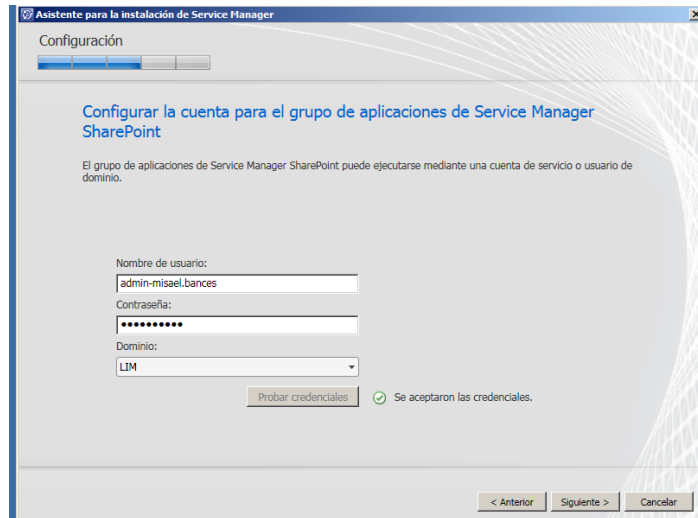 Asistente para la instalación de Service Manager
Configuración
Configurar la cuenta para el grupo de aplicaciones de Service Manager
SharePoint
El grupo de aplicaciones de Service Manager SharePoint puede ejecutarse mediante una cuenta de servicio o usuario de
dominio.
Nombre de usuario:
admin-misael.bances
Contraseña:
••••••••••
Dominio:
LIM
Probar credenciales
Se aceptaron las credenciales.
< Anterior
Siguiente >
Cancelar